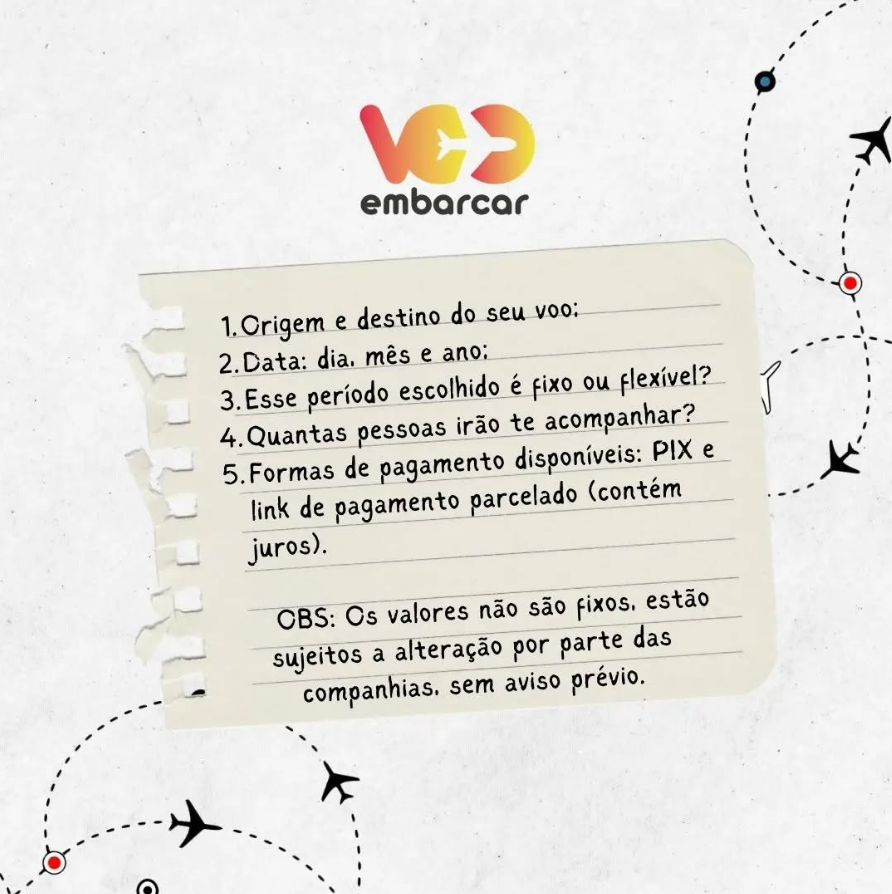 VOO
embarcar
1.Origem e destino do seu voo;
2.Data: dia, mês e ano;
3.Esse período escolhido é fixo ou flexível?
4.Quantas pessoas irão te acompanhar?
5.Formas de pagamento disponíveis: PIX e
link de pagamento parcelado (contém
juros).
OBS: Os valores não são fixos, estão
sujeitos a alteração por parte das
companhias, sem aviso prévio.